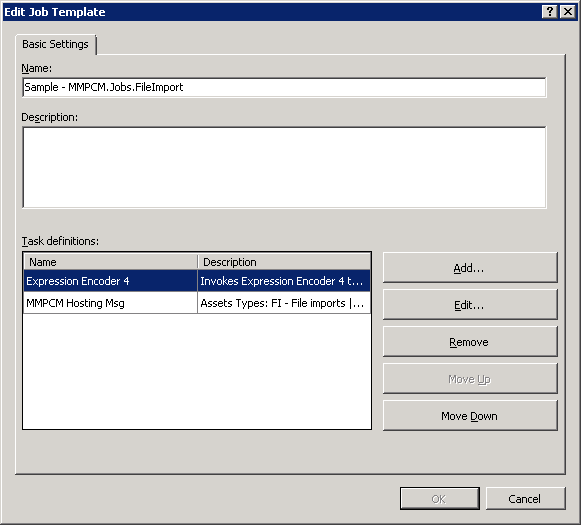 Edit Job Template
Basic Settings
Name:
Sample - MMPCM.Jobs.FileImport
Description:
Task definitions:
Name Description
Expression Encoder 4 Invokes Expression Encoder 4 t...
MMPCM Hosting Msg Assets Types: FI - File imports |...
Add...
Edit...
Remove
Move Up
Move Down
OK Cancel